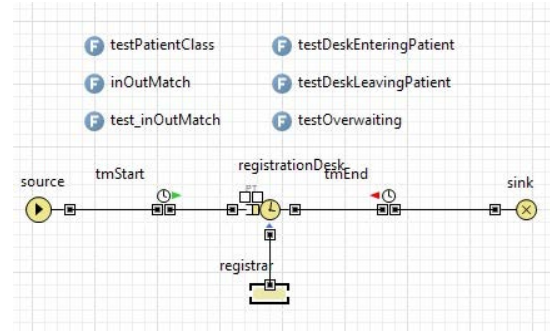 F testPatientClass F testDeskEnteringPatient
F inOutMatch F testDeskLeavingPatient
F test_inOutMatch F testOverwaiting
registrationDesk
source tmStart tmEnd sink
registrar